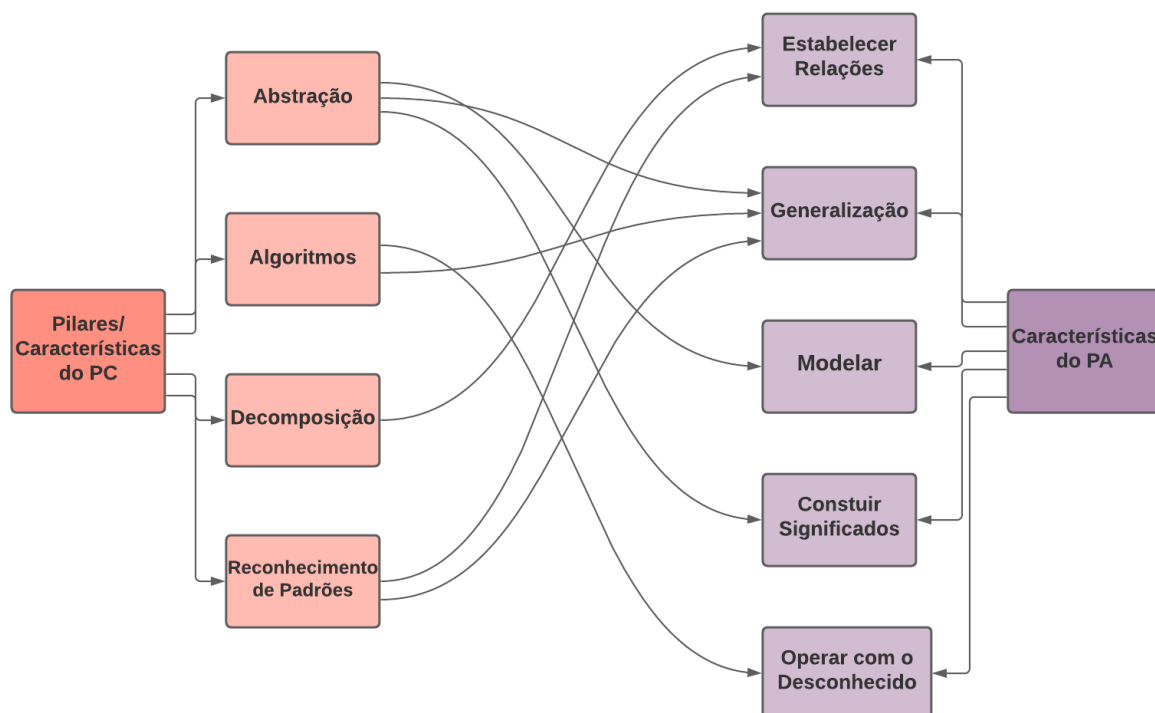 Pilares/
Características
do PC
Abstração
Algoritmos
Decomposição
Reconhecimento
de Padrões
Estabelecer
Relações
Generalização
Modelar
Constuir
Significados
Operar com o
Desconhecido
Características
do PA